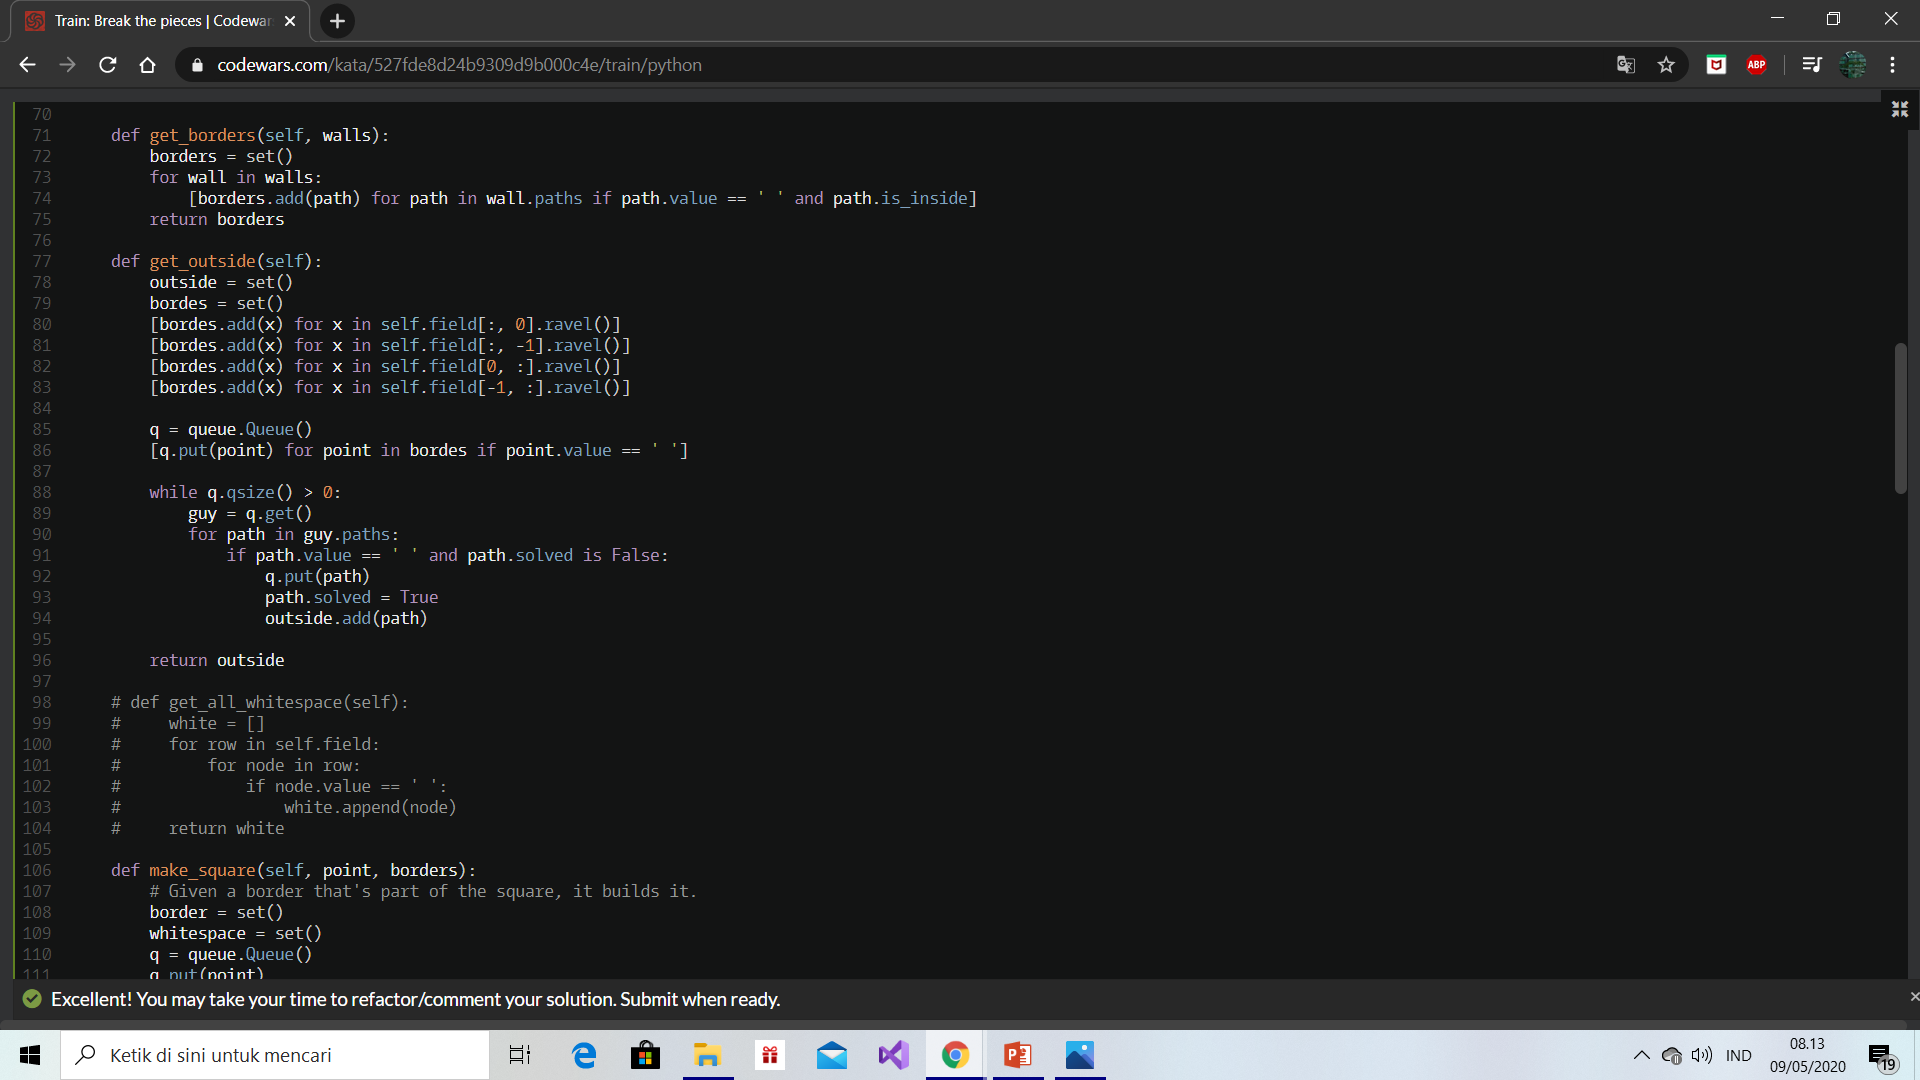 Train: Break the pieces | Codewar
codewars.com/kata/527fde8d24b9309d9b000c4e/train/python
ABP
70
71 def get_borders(self, walls):
72 borders = set()
73 for wall in walls:
74 [borders.add(path) for path in wall.paths if path.value == ' ' and path.is_inside]
75 return borders
76
77 def get_outside(self):
78 outside = set()
79 bordes = set()
80 [bordes.add(x) for x in self.field[:, 0].ravel()]
81 [bordes.add(x) for x in self.field[:, -1].ravel()]
82 [bordes.add(x) for x in self.field[0, :].ravel()]
83 [bordes.add(x) for x in self.field[-1, :].ravel()]
84
85 q = queue.Queue()
86 [q.put(point) for point in bordes if point.value == ' ']
87
88 while q.qsize() > 0:
89 guy = q.get()
90 for path in guy.paths:
91 if path.value == ' ' and path.solved is False:
92 q.put(path)
93 path.solved = True
94 outside.add(path)
95
96 return outside
97
98 # def get_all_whitespace(self):
99 # white = []
100 # for row in self.field:
101 # for node in row:
102 # if node.value == ' ':
103 # white.append(node)
104 # return white
105
106 def make_square(self, point, borders):
107 # Given a border that's part of the square, it builds it.
108 border = set()
109 whitespace = set()
110 q = queue.Queue()
111 q.put(point)
Excellent! You may take your time to refactor/comment your solution. Submit when ready.
Ketik di sini untuk mencari
IND
08.13
09/05/2020
19